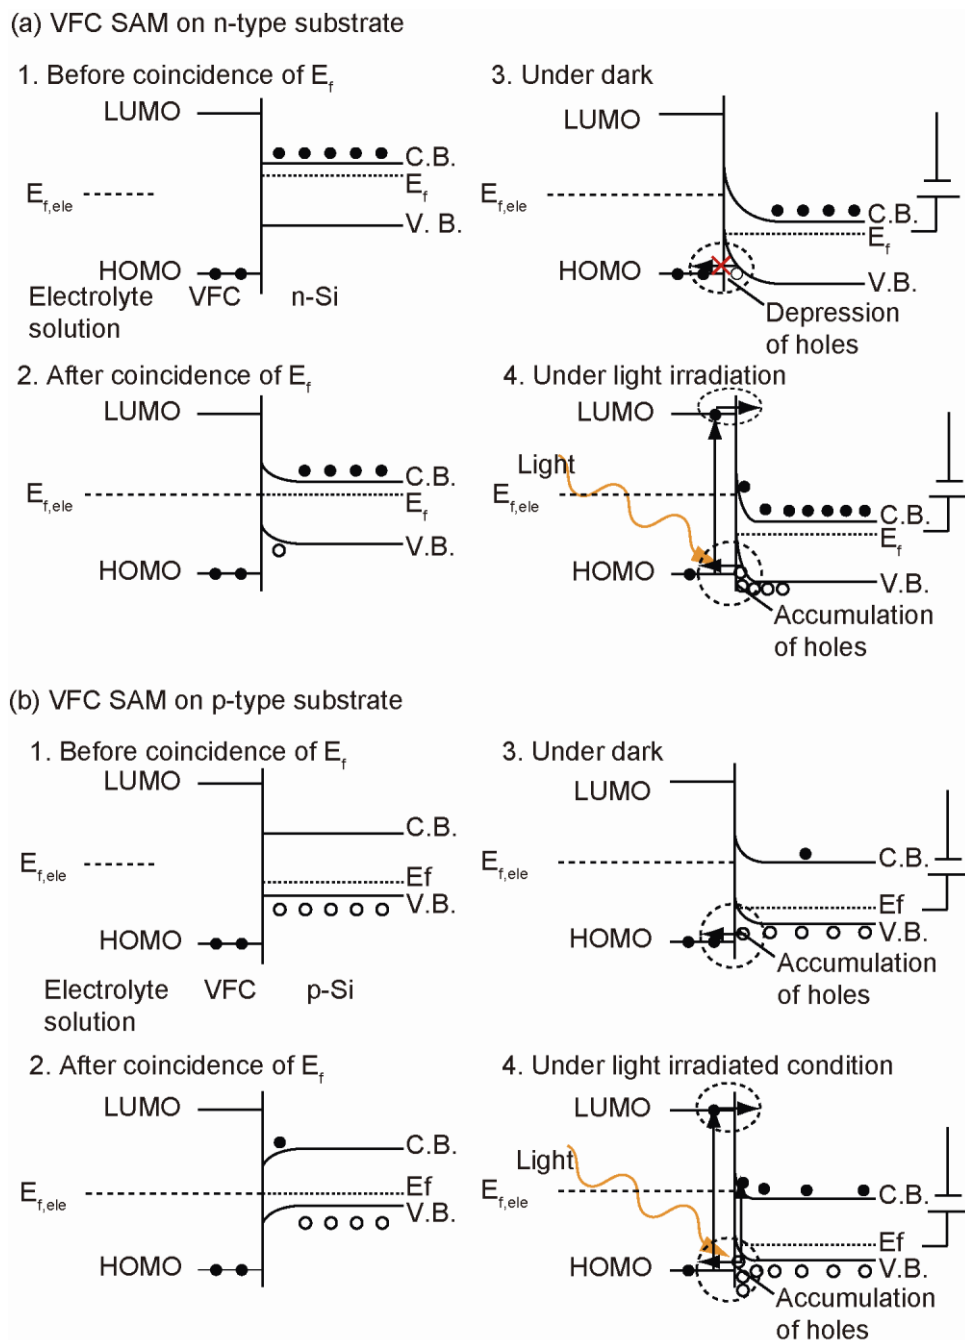 (a) VFC SAM on n-type substrate
1. Before coincidence of Ef
LUMO
C.B.
Ef
Ef,ele
V. B.
HOMO
Electrolyte solution
VFC
n-Si
3. Under dark
LUMO
Ef,ele
C.B.
Ef
HOMO
V.B.
Depression
of holes
2. After coincidence of Ef
LUMO
C.B.
Ef,ele
Ef
V.B.
HOMO
4. Under light irradiation
LUMO
Light
Ef,ele
C.B.
Ef
HOMO
V.B.
Accumulation
of holes
(b) VFC SAM on p-type substrate
1. Before coincidence of Ef
LUMO
C.B.
Ef,ele
Ef
V.B.
HOMO
Electrolyte solution
VFC
p-Si
3. Under dark
LUMO
Ef,ele
C.B.
Ef
V.B.
HOMO
Accumulation
of holes
2. After coincidence of Ef
LUMO
C.B.
Ef
Ef,ele
V.B.
HOMO
4. Under light irradiated condition
LUMO
Light
Ef,ele
C.B.
Ef
HOMO
V.B.
Accumulation
of holes